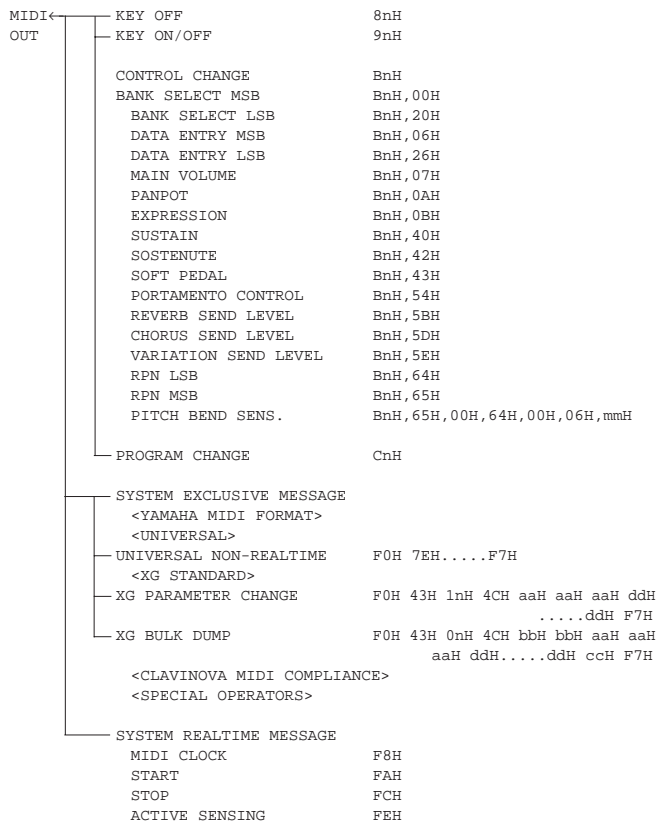 MIDI KEY OFF 8nH
OUT KEY ON/OFF 9nH
CONTROL CHANGE BnH
BANK SELECT MSB BnH,00H
BANK SELECT LSB BnH,20H
DATA ENTRY MSB BnH,06H
DATA ENTRY LSB BnH,26H
MAIN VOLUME BnH,07H
PANPOT BnH,0AH
EXPRESSION BnH,0BH
SUSTAIN BnH,40H
SOSTENUTE BnH,42H
SOFT PEDAL BnH,43H
PORTAMENTO CONTROL BnH,54H
REVERB SEND LEVEL BnH,5BH
CHORUS SEND LEVEL BnH,5DH
VARIATION SEND LEVEL BnH,5EH
RPN LSB BnH,64H
RPN MSB BnH,65H
PITCH BEND SENS. BnH,65H,00H,64H,00H,06H,mmH
PROGRAM CHANGE CnH
SYSTEM EXCLUSIVE MESSAGE
<YAMAHA MIDI FORMAT>
<UNIVERSAL>
UNIVERSAL NON-REALTIME F0H 7EH.....F7H
<XG STANDARD>
XG PARAMETER CHANGE F0H 43H 1nH 4CH aaH aaH aaH ddH
.....ddH F7H
XG BULK DUMP F0H 43H 0nH 4CH bbH bbH aaH aaH
aaH ddH.....ddH ccH F7H
<CLAVINOVA MIDI COMPLIANCE>
<SPECIAL OPERATORS>
SYSTEM REALTIME MESSAGE
MIDI CLOCK F8H
START FAH
STOP FCH
ACTIVE SENSING FEH